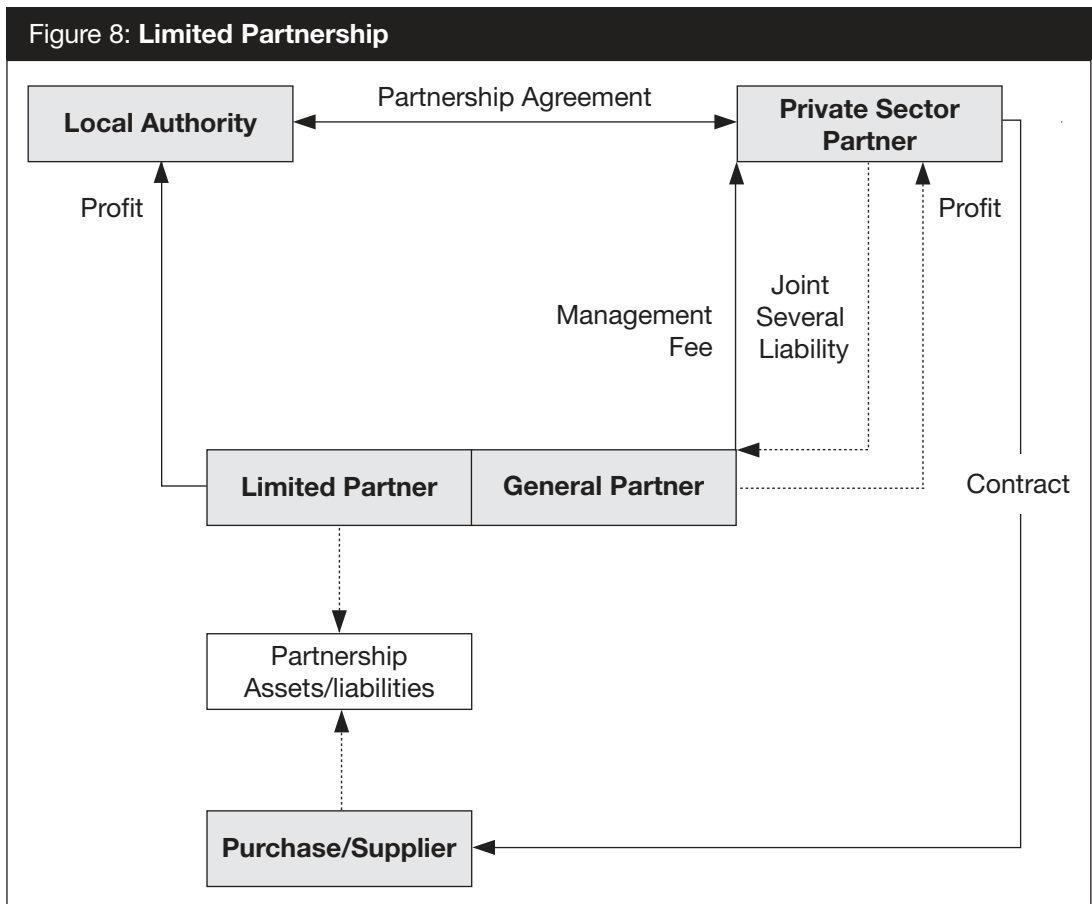 Figure 8: Limited Partnership
Partnership Agreement
Local Authority
Private Sector
Partner
Profit
Profit
Joint
Several
Liability
Management
Fee
Limited Partner
General Partner
Contract
Partnership
Assets/liabilities
Purchase/Supplier